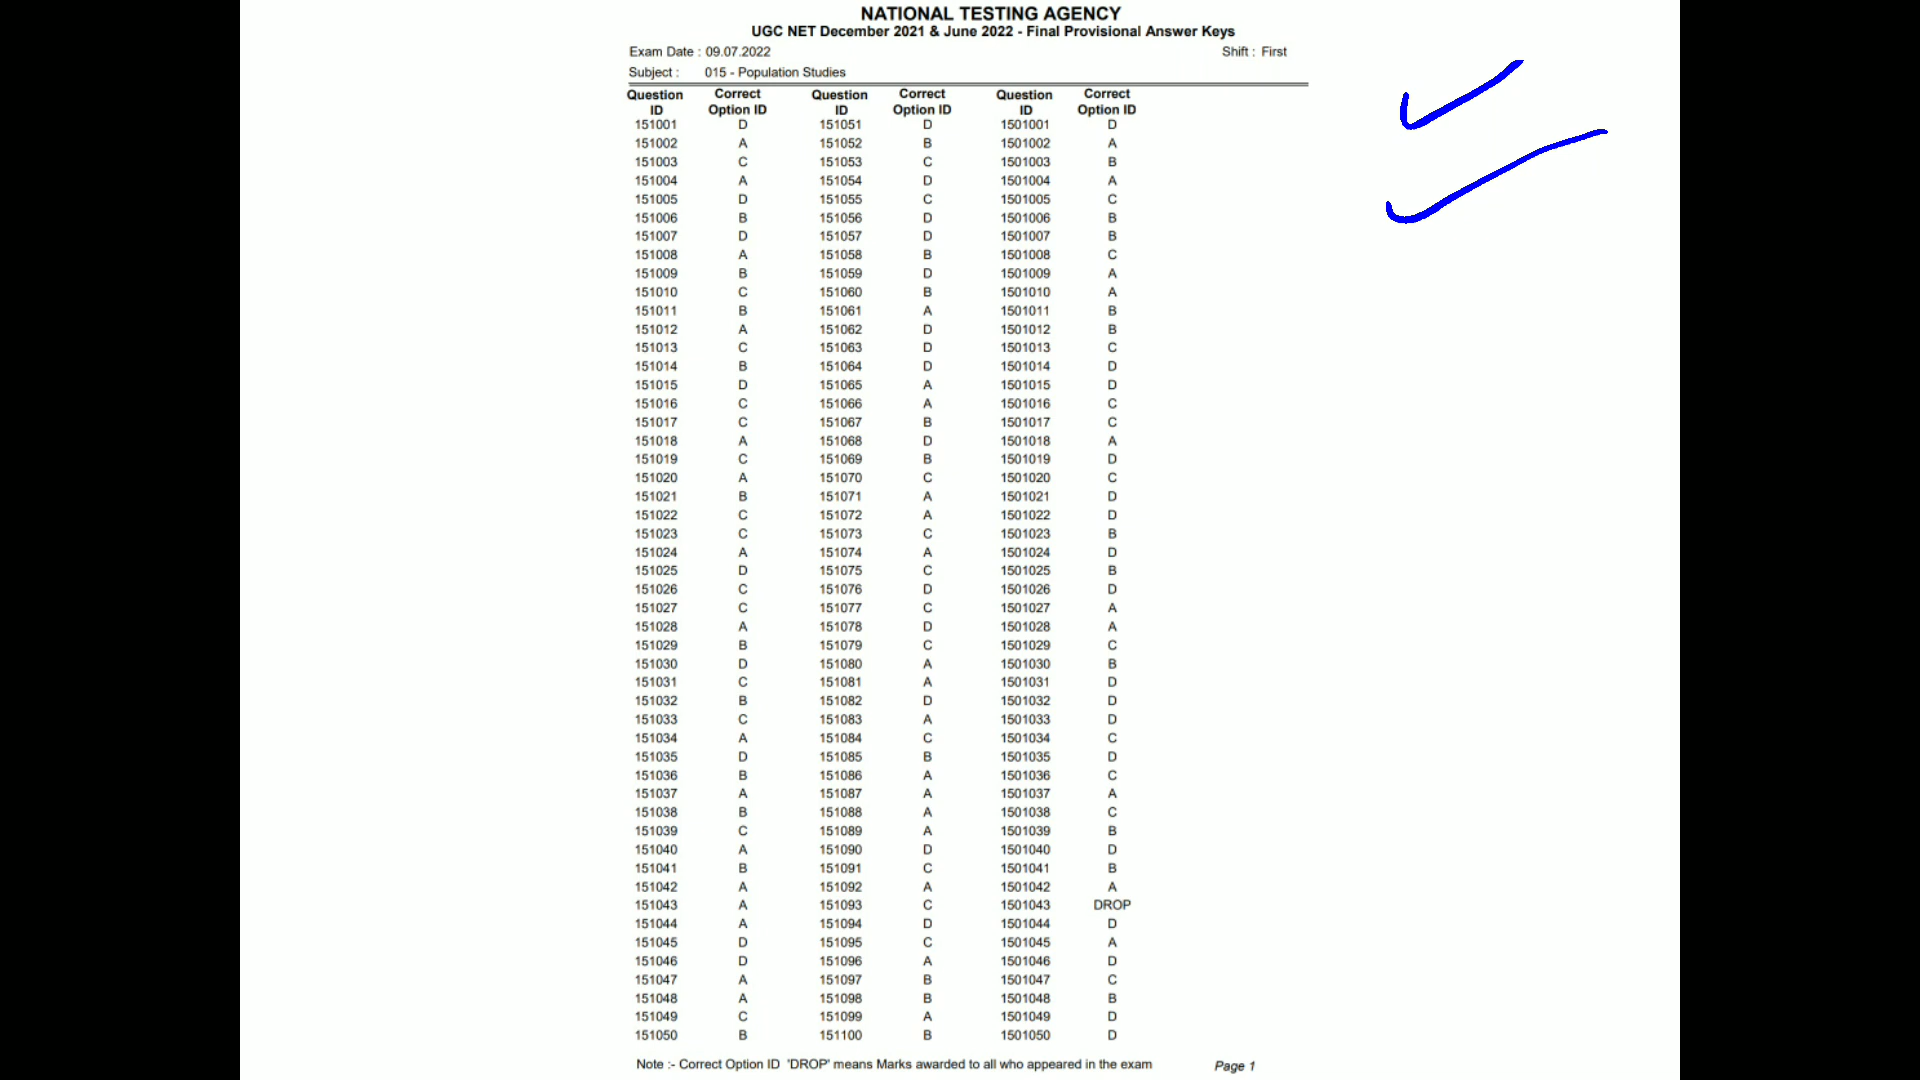 NATIONAL TESTING AGENCY
UGC NET December 2021 & June 2022 - Final Provisional Answer Keys
Exam Date : 09.07.2022 Shift : First
Subject : 015 - Population Studies
Question Correct Question Correct Question Correct
ID Option ID ID Option ID ID Option ID
151001 D 151051 D 1501001 D
151002 A 151052 B 1501002 A
151003 C 151053 C 1501003 B
151004 A 151054 D 1501004 A
151005 D 151055 C 1501005 C
151006 B 151056 D 1501006 B
151007 D 151057 D 1501007 B
151008 A 151058 B 1501008 C
151009 B 151059 D 1501009 A
151010 C 151060 B 1501010 A
151011 B 151061 A 1501011 B
151012 A 151062 D 1501012 B
151013 C 151063 D 1501013 C
151014 B 151064 D 1501014 D
151015 D 151065 A 1501015 D
151016 C 151066 A 1501016 C
151017 C 151067 B 1501017 C
151018 A 151068 D 1501018 A
151019 C 151069 B 1501019 D
151020 A 151070 C 1501020 C
151021 B 151071 A 1501021 D
151022 C 151072 A 1501022 D
151023 C 151073 C 1501023 B
151024 A 151074 A 1501024 D
151025 D 151075 C 1501025 B
151026 C 151076 D 1501026 D
151027 C 151077 C 1501027 A
151028 A 151078 D 1501028 A
151029 B 151079 C 1501029 C
151030 D 151080 A 1501030 B
151031 C 151081 A 1501031 D
151032 B 151082 D 1501032 D
151033 C 151083 A 1501033 D
151034 A 151084 C 1501034 C
151035 D 151085 B 1501035 D
151036 B 151086 A 1501036 C
151037 A 151087 A 1501037 A
151038 B 151088 A 1501038 C
151039 C 151089 A 1501039 B
151040 A 151090 D 1501040 D
151041 B 151091 C 1501041 B
151042 A 151092 A 1501042 A
151043 A 151093 C 1501043 DROP
151044 A 151094 D 1501044 D
151045 D 151095 C 1501045 A
151046 D 151096 A 1501046 D
151047 A 151097 B 1501047 C
151048 A 151098 B 1501048 B
151049 C 151099 A 1501049 D
151050 B 151100 B 1501050 D
Note :- Correct Option ID 'DROP' means Marks awarded to all who appeared in the exam Page 1